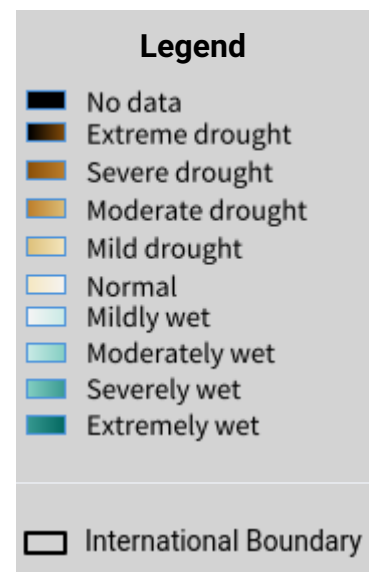 Legend
No data
Extreme drought
Severe drought
Moderate drought
Mild drought
Normal
Mildly wet
Moderately wet
Severely wet
Extremely wet
International Boundary